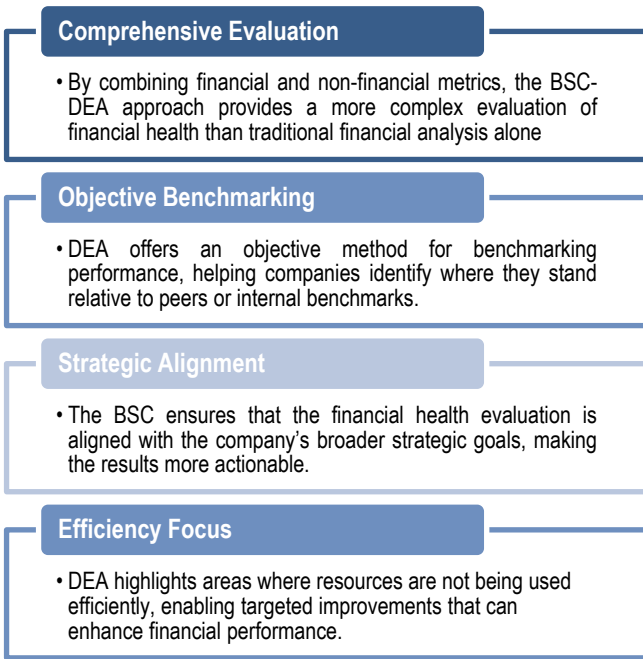 Comprehensive Evaluation
• By combining financial and non-financial metrics, the BSC-
DEA approach provides a more complex evaluation of
financial health than traditional financial analysis alone
Objective Benchmarking
• DEA offers an objective method for benchmarking
performance, helping companies identify where they stand
relative to peers or internal benchmarks.
Strategic Alignment
• The BSC ensures that the financial health evaluation is
aligned with the company’s broader strategic goals, making
the results more actionable.
Efficiency Focus
• DEA highlights areas where resources are not being used
efficiently, enabling targeted improvements that can
enhance financial performance.